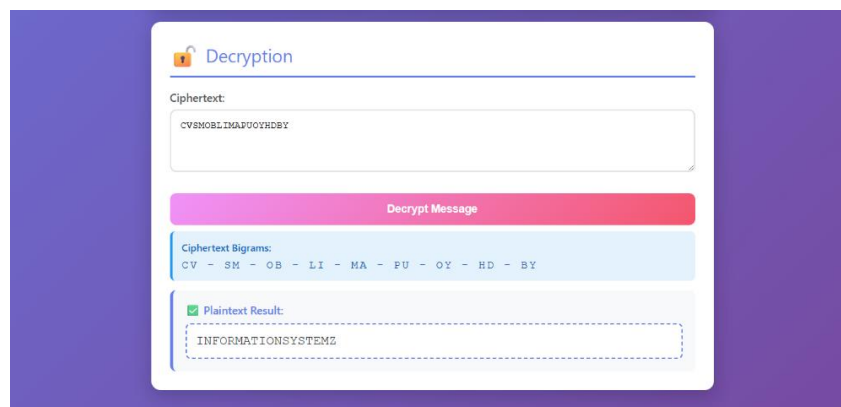 🔓 Decryption
Ciphertext:
CVSMOBLIMAPUOYHDBY
Decrypt Message
Ciphertext Bigrams:
CV - SM - OB - LI - MA - PU - OY - HD - BY
✅ Plaintext Result:
INFORMATIONSYSTEMZ